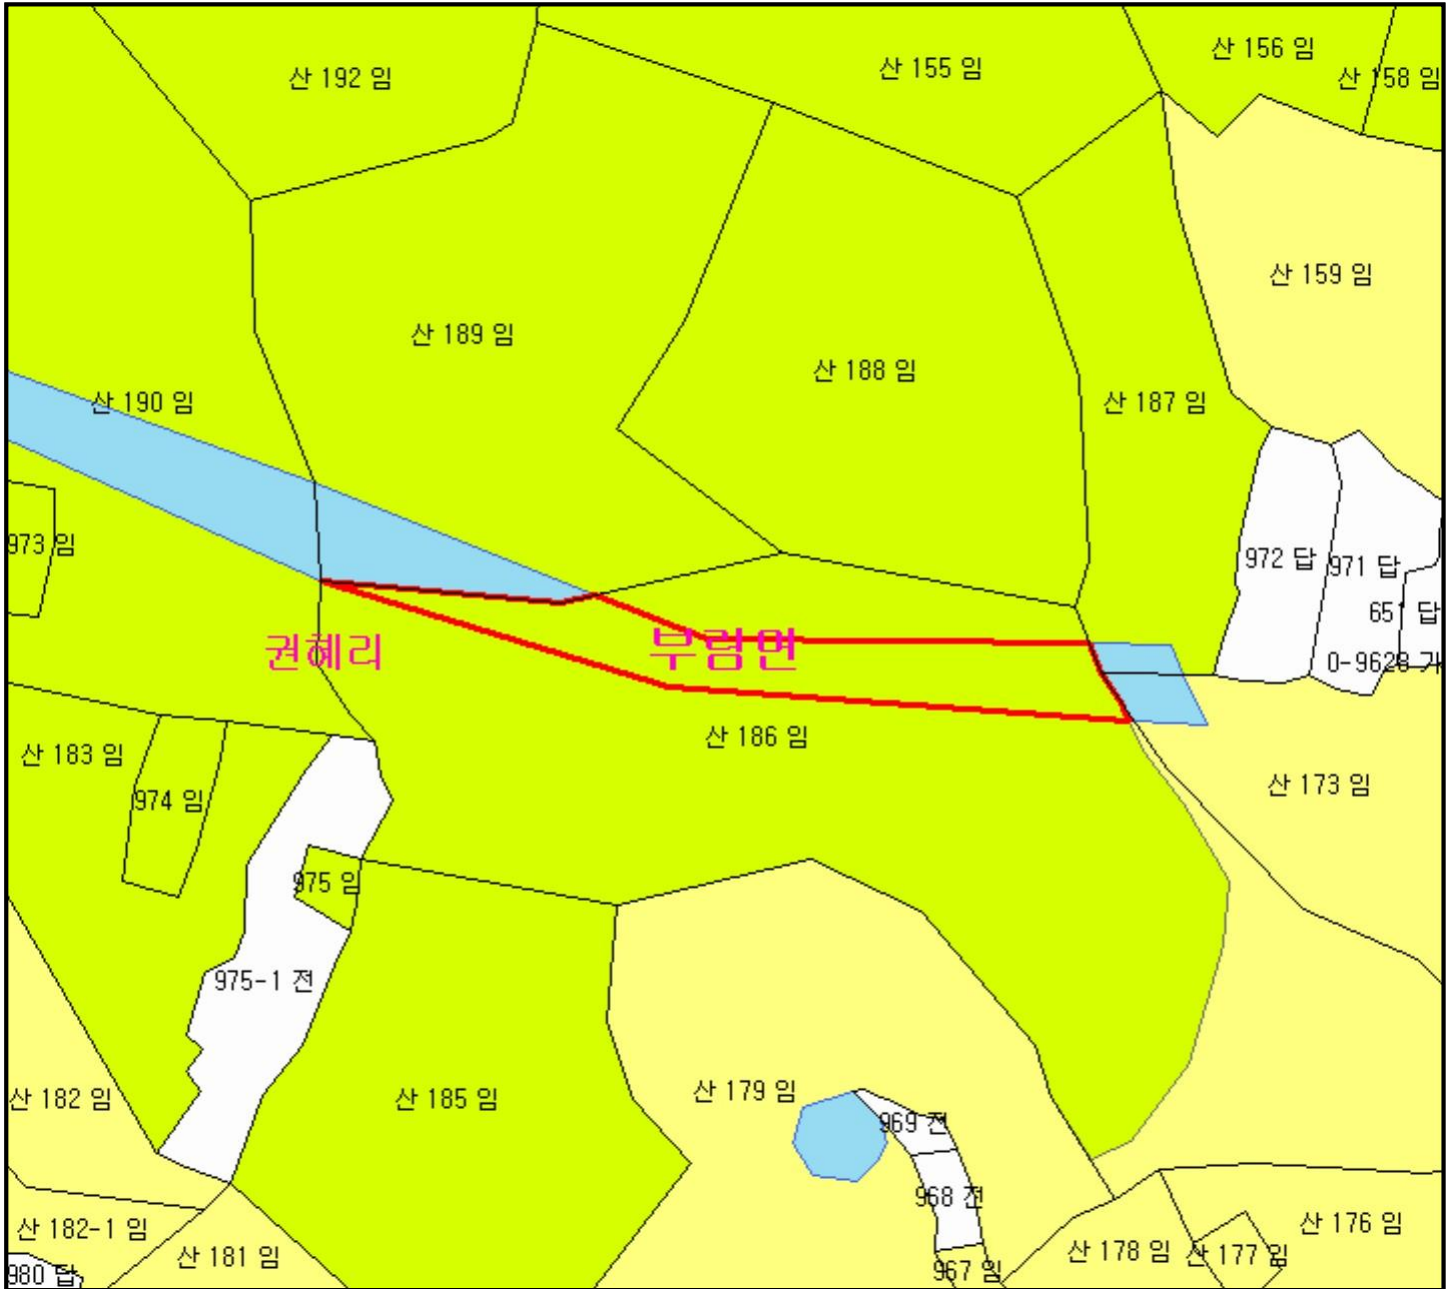 산 156 임
산 155 임
산 192 임
산 158 임
산 159 임
산 189 임
산 188 임
산 190 임
산 187 임
973 임
972 답
971 답
651 답
권혜리
부림면
0-9628 가
산 186 임
산 183 임
산 173 임
974 임
975 임
975-1 전
산 182 임
산 185 임
산 179 임
969 전
968 전
산 182-1 임
산 176 임
산 181 임
산 178 임
산 177 임
967 임
980 답